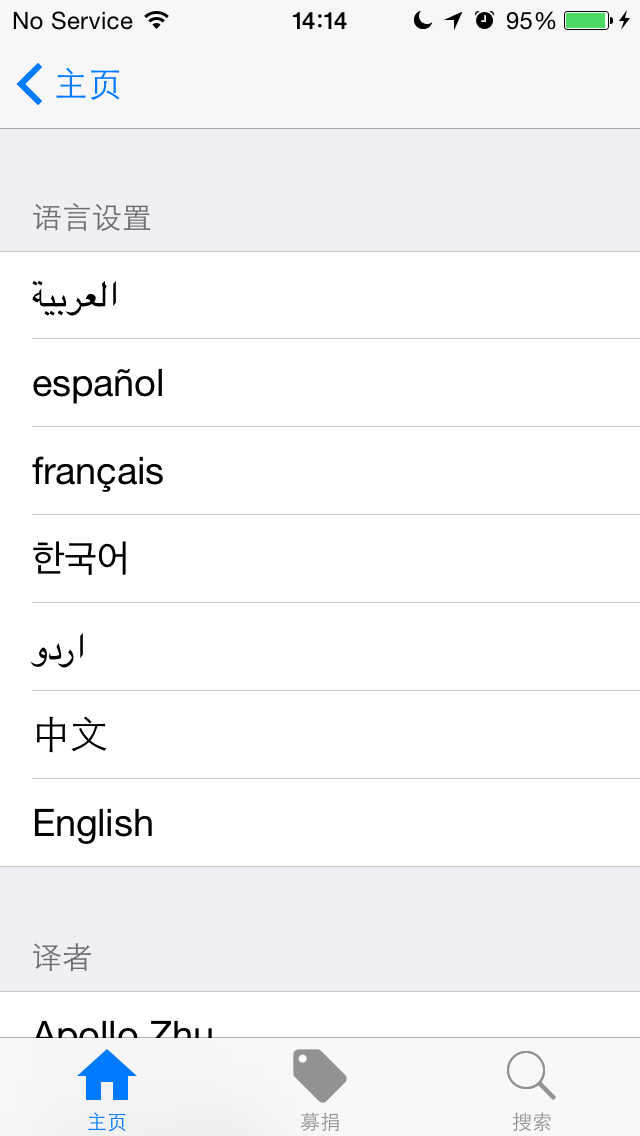 No Service 14:14 95%
主页
语言设置
العربية
español
français
한국어
اردو
中文
English
译者
Apollo Zhu
主页 募捐 搜索